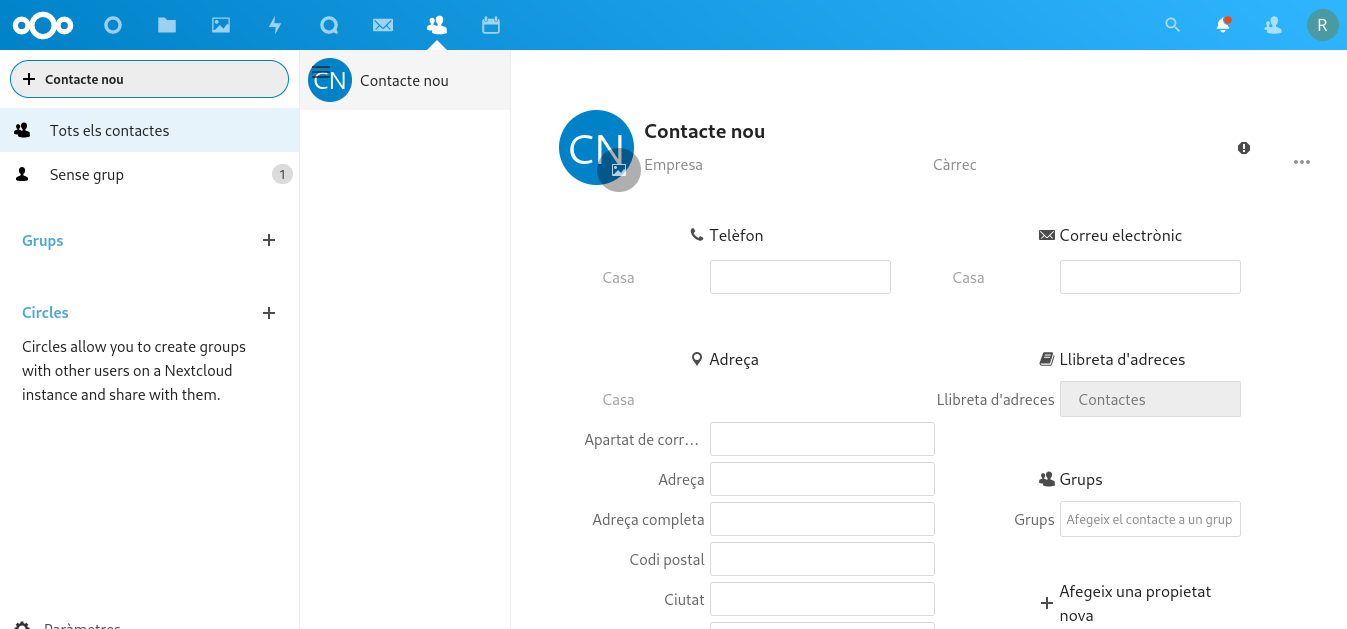 R
Contacte nou
Tots els contactes
Sense grup 1
Grups
Circles
Circles allow you to create groups
with other users on a Nextcloud
instance and share with them.
Paràmetres
CN Contacte nou
CN
Contacte nou
Empresa Càrrec
Telèfon
Casa
Correu electrònic
Casa
Adreça
Casa
Apartat de corr...
Adreça
Adreça completa
Codi postal
Ciutat
Llibreta d'adreces
Llibreta d'adreces Contactes
Grups
Grups Afegeix el contacte a un grup
Afegeix una propietat
nova